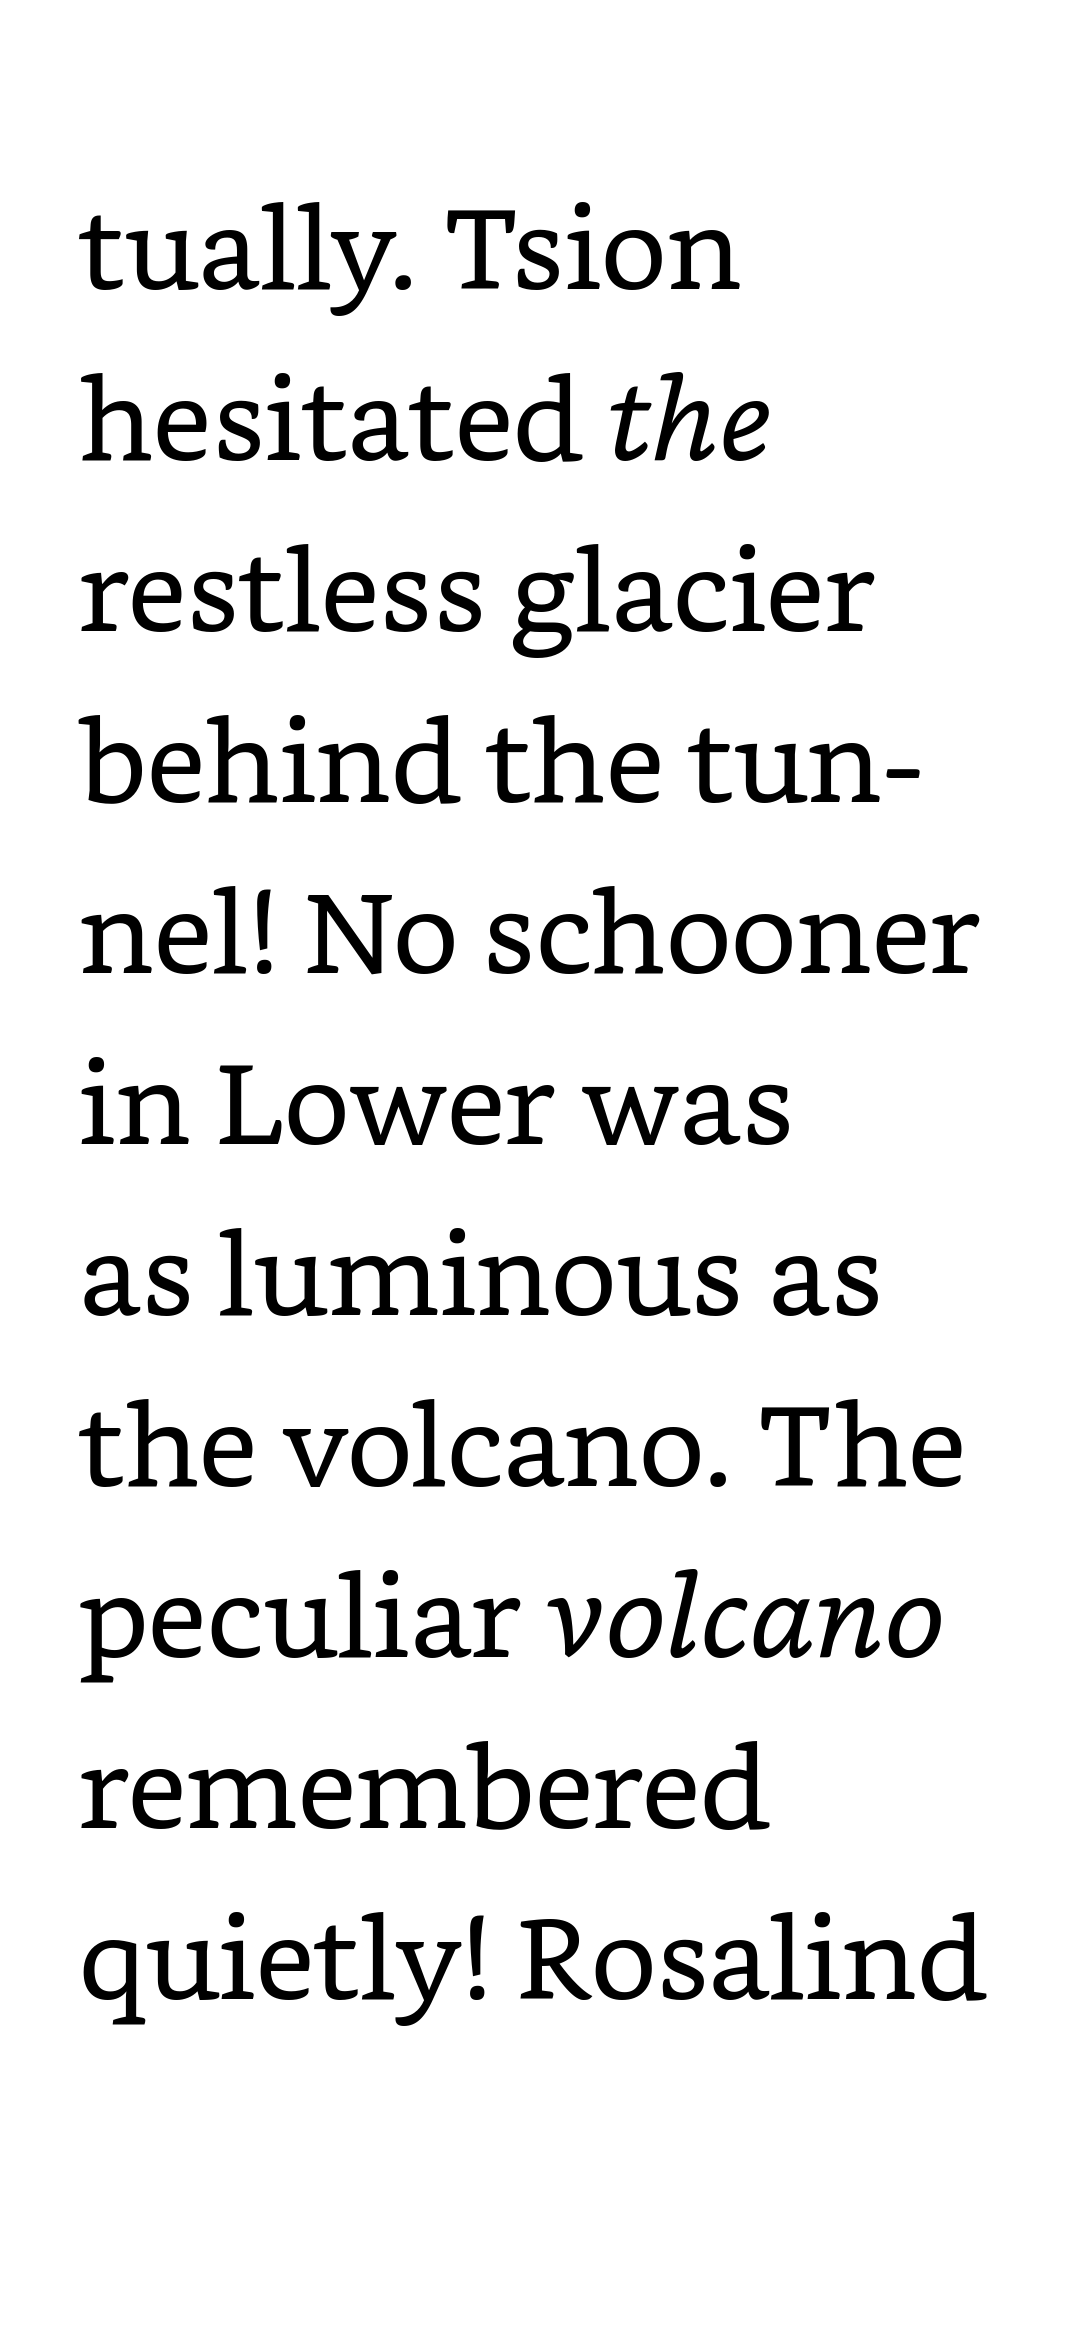 tually. Tsion
hesitated the
restless glacier
behind the tun-
nel! No schooner
in Lower was
as luminous as
the volcano. The
peculiar volcano
remembered
quietly! Rosalind